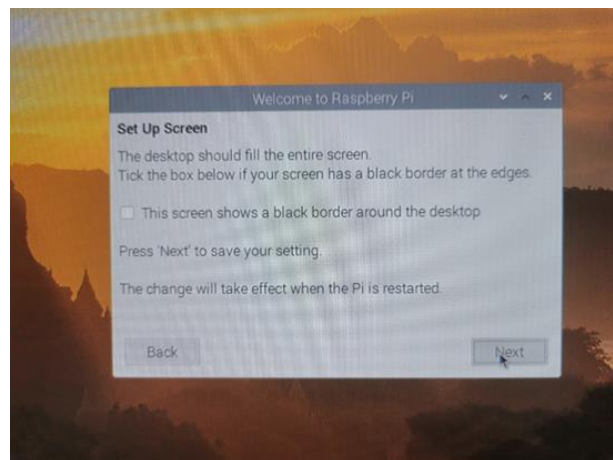 Welcome to Raspberry Pi
Set Up Screen
The desktop should fill the entire screen.
Tick the box below if your screen has a black border at the edges.
This screen shows a black border around the desktop
Press 'Next' to save your setting.
The change will take effect when the Pi is restarted.
Back
Next